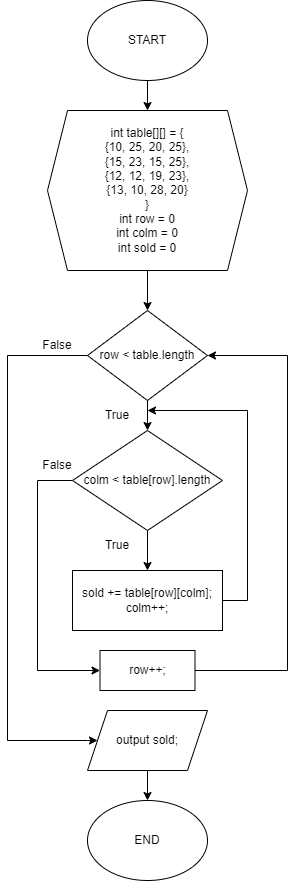 START
int table[][] = {
{10, 25, 20, 25},
{15, 23, 15, 25},
{12, 12, 19, 23},
{13, 10, 28, 20}
}
int row = 0
int colm = 0
int sold = 0
False
row < table.length
True
False
colm < table[row].length
True
sold += table[row][colm];
colm++;
row++;
output sold;
END